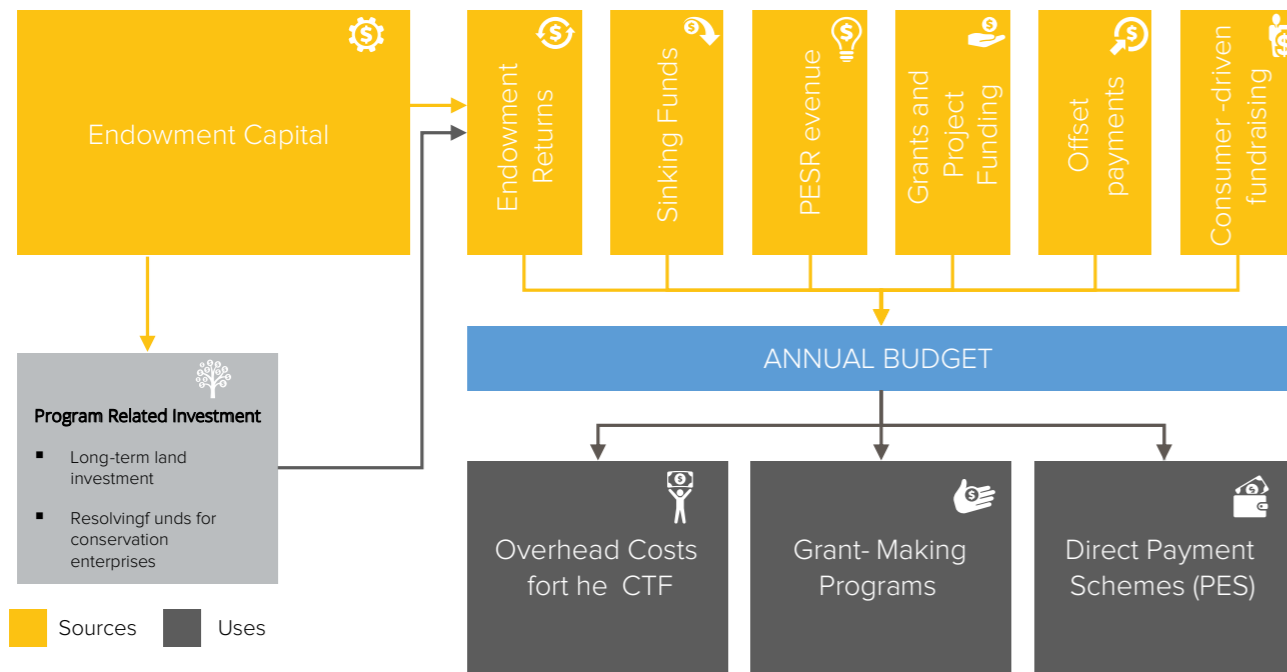 Endowment Capital
Endowment
Returns
Sinking Funds
PESR revenue
Grants and
Project
Funding
Offset
payments
Consumer -driven
fundraising
ANNUAL BUDGET
Program Related Investment
▪ Long-term land
investment
▪ Resolvingf unds for
conservation
enterprises
Overhead Costs
fort he CTF
Grant- Making
Programs
Direct Payment
Schemes (PES)
Sources
Uses